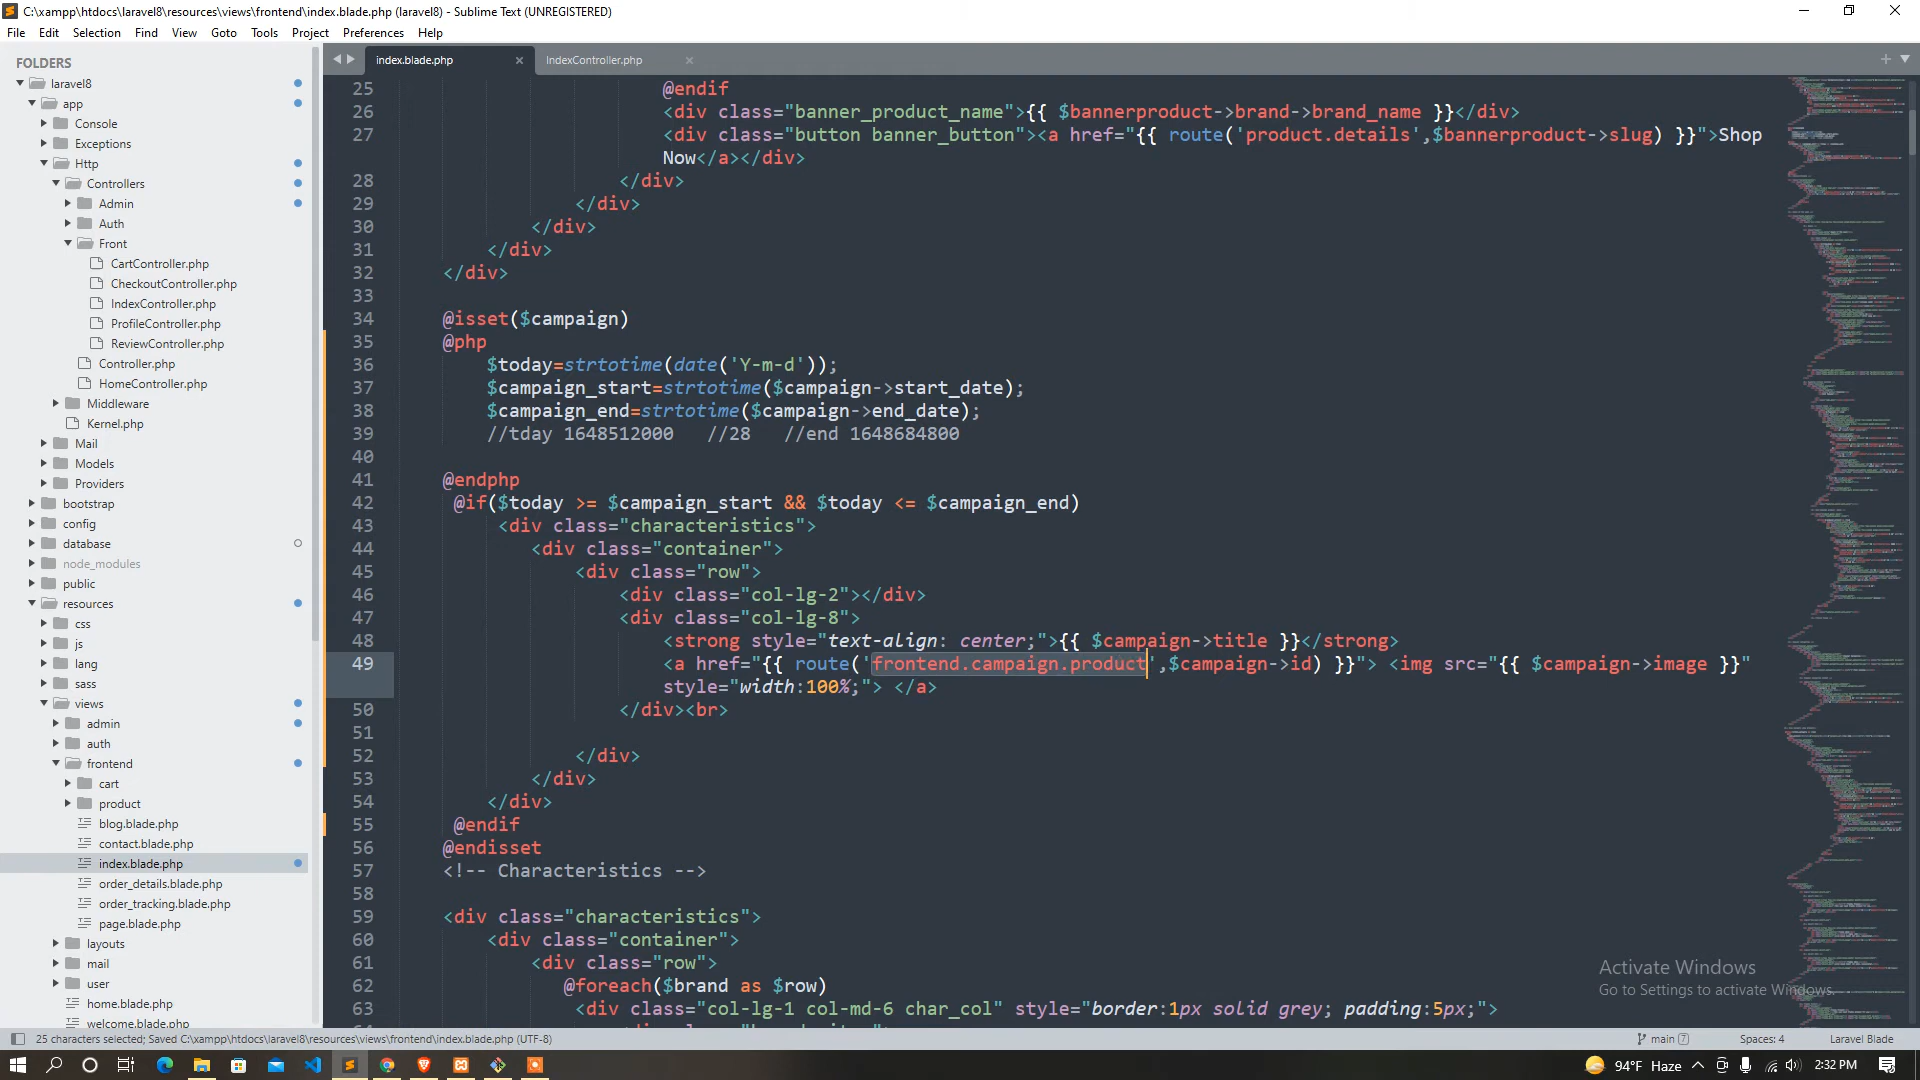 C:\xampp\htdocs\laravel8\resources\views\frontend\index.blade.php (laravel8) - Sublime Text (UNREGISTERED)
File Edit Selection Find View Goto Tools Project Preferences Help
FOLDERS
laravel8
app
Console
Exceptions
Http
Controllers
Admin
Auth
Front
CartController.php
CheckoutController.php
IndexController.php
ProfileController.php
ReviewController.php
Controller.php
HomeController.php
Middleware
Kernel.php
Mail
Models
Providers
bootstrap
config
database
node_modules
public
resources
css
js
lang
sass
views
admin
auth
frontend
cart
product
blog.blade.php
contact.blade.php
index.blade.php
order_details.blade.php
order_tracking.blade.php
page.blade.php
layouts
mail
user
home.blade.php
welcome.blade.php
index.blade.php IndexController.php
25 @endif
26 <div class="banner_product_name">{{ $bannerproduct->brand->brand_name }}</div>
27 <div class="button banner_button"><a href="{{ route('product.details',$bannerproduct->slug) }}">Shop
Now</a></div>
28 </div>
29 </div>
30 </div>
31 </div>
32 </div>
33
34 @isset($campaign)
35 @php
36 $today=strtotime(date('Y-m-d'));
37 $campaign_start=strtotime($campaign->start_date);
38 $campaign_end=strtotime($campaign->end_date);
39 //tday 1648512000 //28 //end 1648684800
40
41 @endphp
42 @if($today >= $campaign_start && $today <= $campaign_end)
43 <div class="characteristics">
44 <div class="container">
45 <div class="row">
46 <div class="col-lg-2"></div>
47 <div class="col-lg-8">
48 <strong style="text-align: center;">{{ $campaign->title }}</strong>
49 <a href="{{ route('frontend.campaign.product',$campaign->id) }}"> <img src="{{ $campaign->image }}"
style="width:100%;"> </a>
50 </div><br>
51
52 </div>
53 </div>
54 </div>
55 @endif
56 @endisset
57 <!-- Characteristics -->
58
59 <div class="characteristics">
60 <div class="container">
61 <div class="row">
62 @foreach($brand as $row)
63 <div class="col-lg-1 col-md-6 char_col" style="border:1px solid grey; padding:5px;">
Activate Windows
Go to Settings to activate Windows.
25 characters selected; Saved C:\xampp\htdocs\laravel8\resources\views\frontend\index.blade.php (UTF-8) main 7 Spaces: 4 Laravel Blade
94°F Haze 2:32 PM